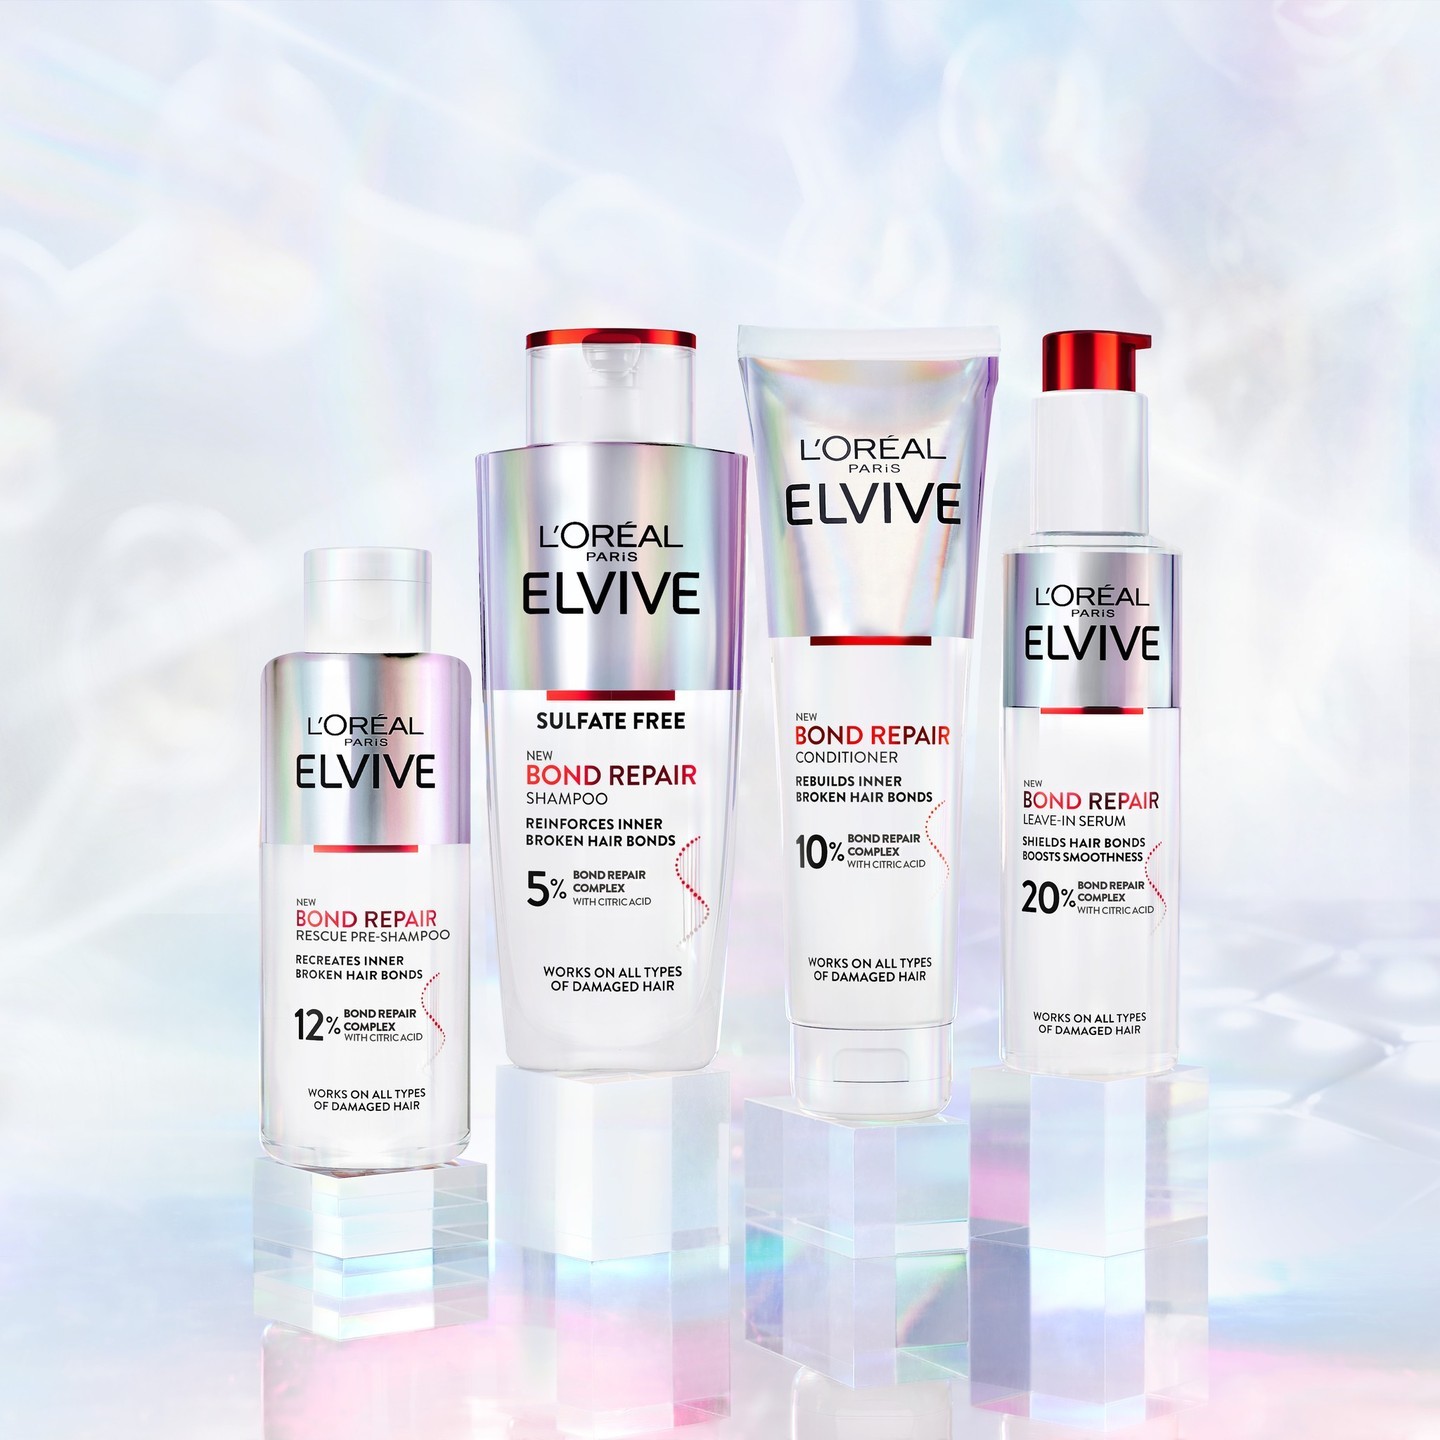 L'ORÉAL
PARiS
ELVIVE
NEW
BOND REPAIR
RESCUE PRE-SHAMPOO
RECREATES INNER
BROKEN HAIR BONDS
12% BOND REPAIR
COMPLEX
WITH CITRIC ACID
WORKS ON ALL TYPES
OF DAMAGED HAIR
L'ORÉAL
PARiS
ELVIVE
SULFATE FREE
NEW
BOND REPAIR
SHAMPOO
REINFORCES INNER
BROKEN HAIR BONDS
5% BOND REPAIR
COMPLEX
WITH CITRIC ACID
WORKS ON ALL TYPES
OF DAMAGED HAIR
L'ORÉAL
PARiS
ELVIVE
NEW
BOND REPAIR
CONDITIONER
REBUILDS INNER
BROKEN HAIR BONDS
10% BOND REPAIR
COMPLEX
WITH CITRIC ACID
WORKS ON ALL TYPES
OF DAMAGED HAIR
L'ORÉAL
PARiS
ELVIVE
NEW
BOND REPAIR
LEAVE-IN SERUM
SHIELDS HAIR BONDS
BOOSTS SMOOTHNESS
20% BOND REPAIR
COMPLEX
WITH CITRIC ACID
WORKS ON ALL TYPES
OF DAMAGED HAIR